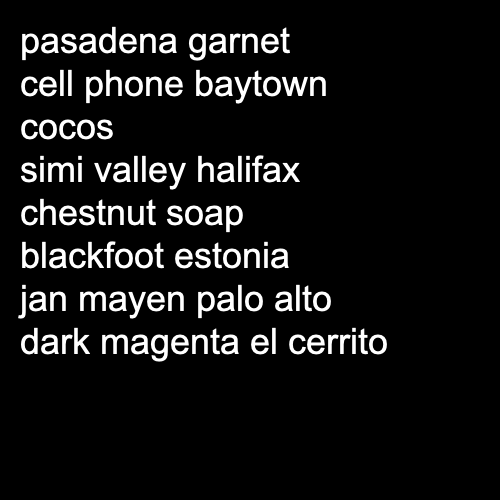 pasadena garnet
cell phone baytown
cocos
simi valley halifax
chestnut soap
blackfoot estonia
jan mayen palo alto
dark magenta el cerrito